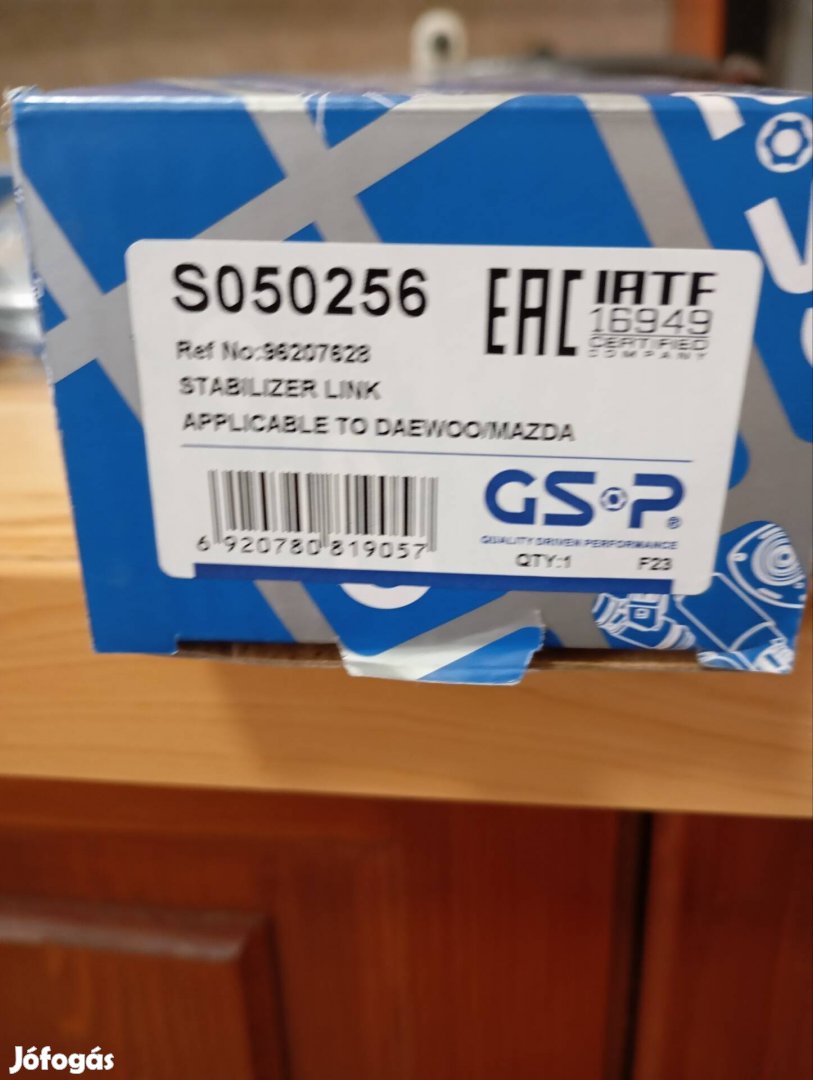 S050256
EAC
IATF
16949
CERTIFIED
COMPANY
Ref No:96207628
STABILIZER LINK
APPLICABLE TO DAEWOO/MAZDA
GSP®
QUALITY DRIVEN PERFORMANCE
6 920780 819057
QTY:1 F23
Jófogás